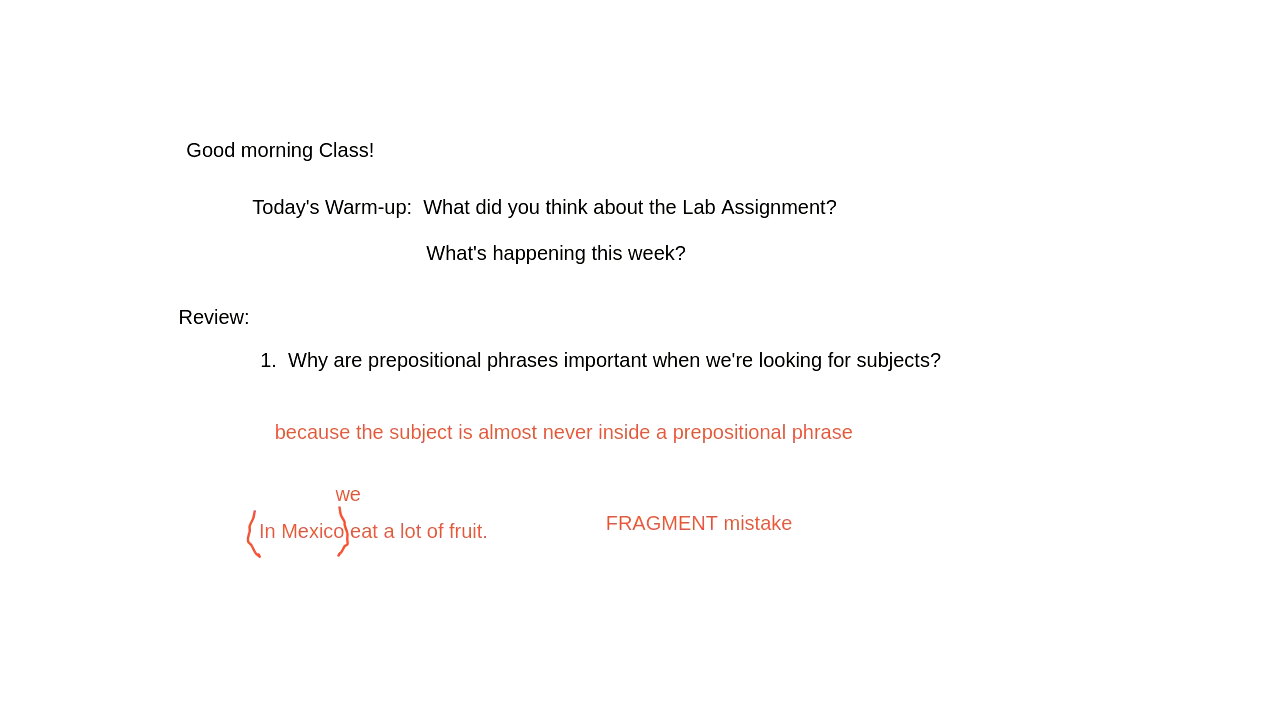 Good morning Class!
Today's Warm-up:  What did you think about the Lab Assignment?
What's happening this week?
Review:
1.  Why are prepositional phrases important when we're looking for subjects?
because the subject is almost never inside a prepositional phrase
we
In Mexico eat a lot of fruit.
FRAGMENT mistake